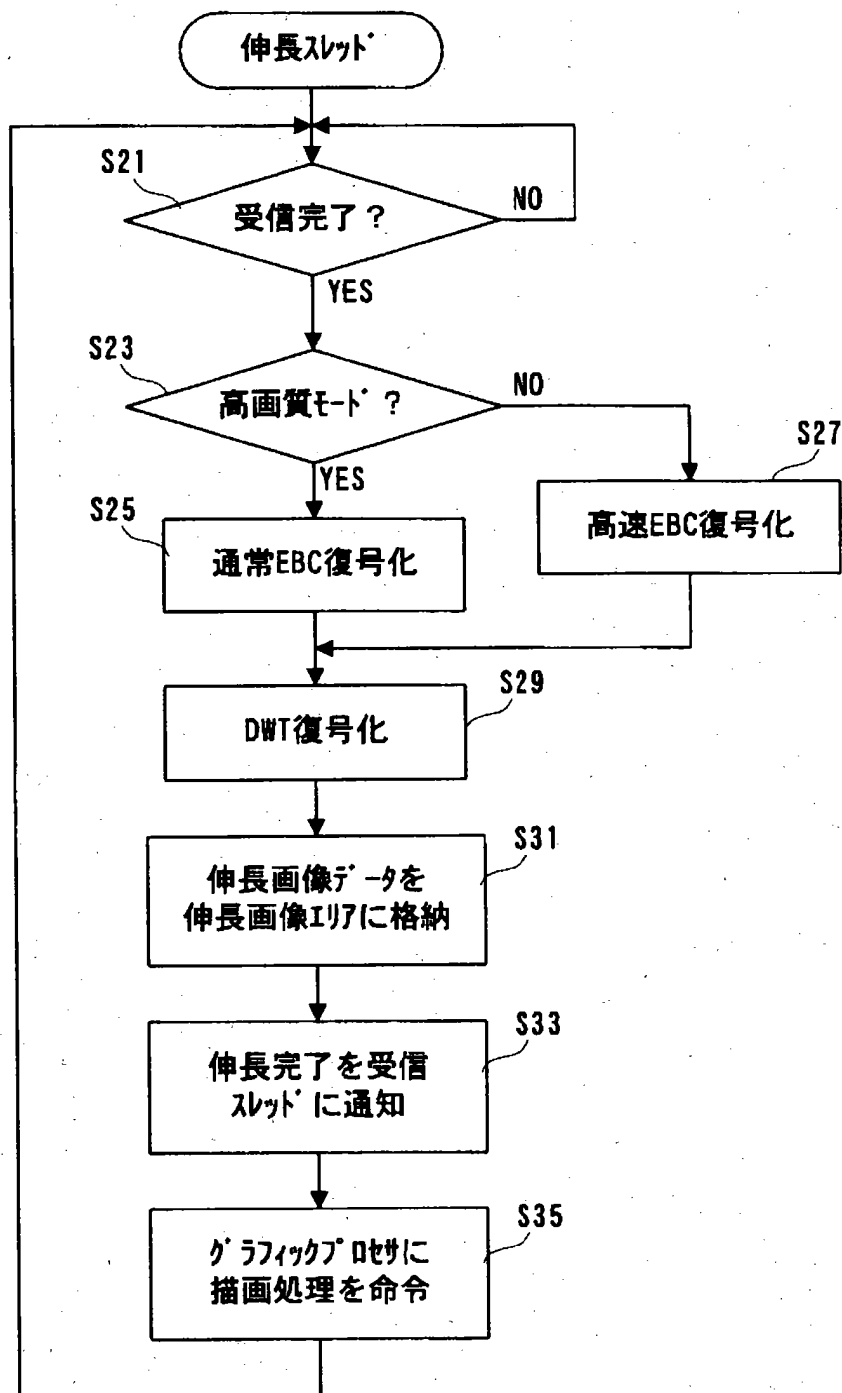 伸長ｽﾚｯﾄﾞ
S21
受信完了？
NO
YES
S23
高画質ﾓｰﾄﾞ？
NO
S27
YES
S25
高速EBC復号化
通常EBC復号化
S29
DWT復号化
S31
伸長画像ﾃﾞｰﾀを
伸長画像ｴﾘｱに格納
S33
伸長完了を受信
ｽﾚｯﾄﾞに通知
S35
ｸﾞﾗﾌｨｯｸﾌﾟﾛｾｻに
描画処理を命令